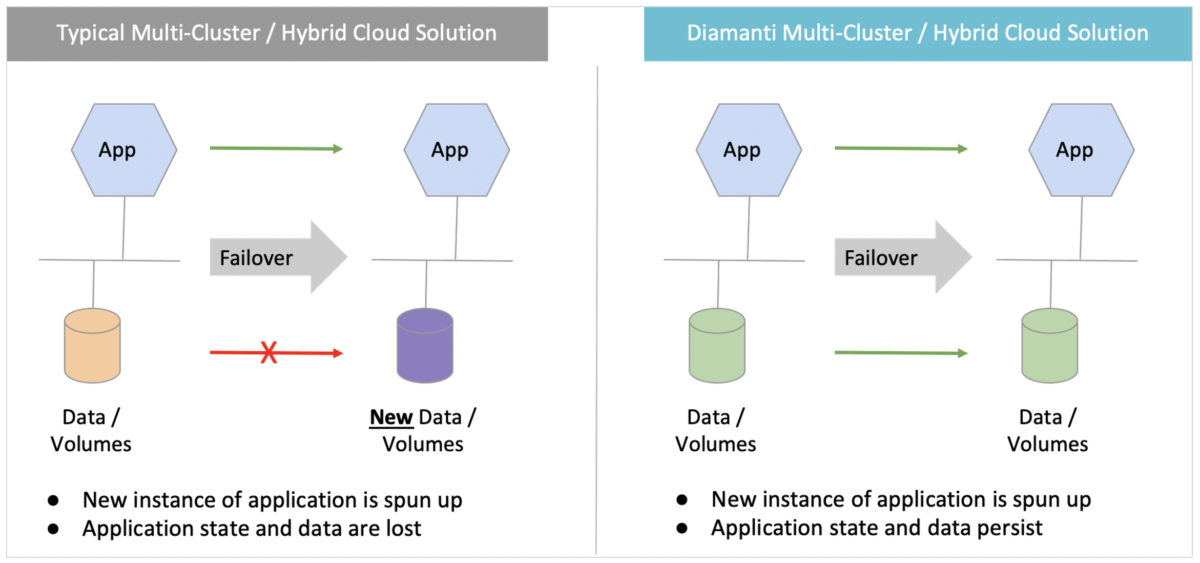 Typical Multi-Cluster / Hybrid Cloud Solution
App
App
Failover
Data /
Volumes
New Data /
Volumes
● New instance of application is spun up
● Application state and data are lost
Diamanti Multi-Cluster / Hybrid Cloud Solution
App
App
Failover
Data /
Volumes
Data /
Volumes
● New instance of application is spun up
● Application state and data persist